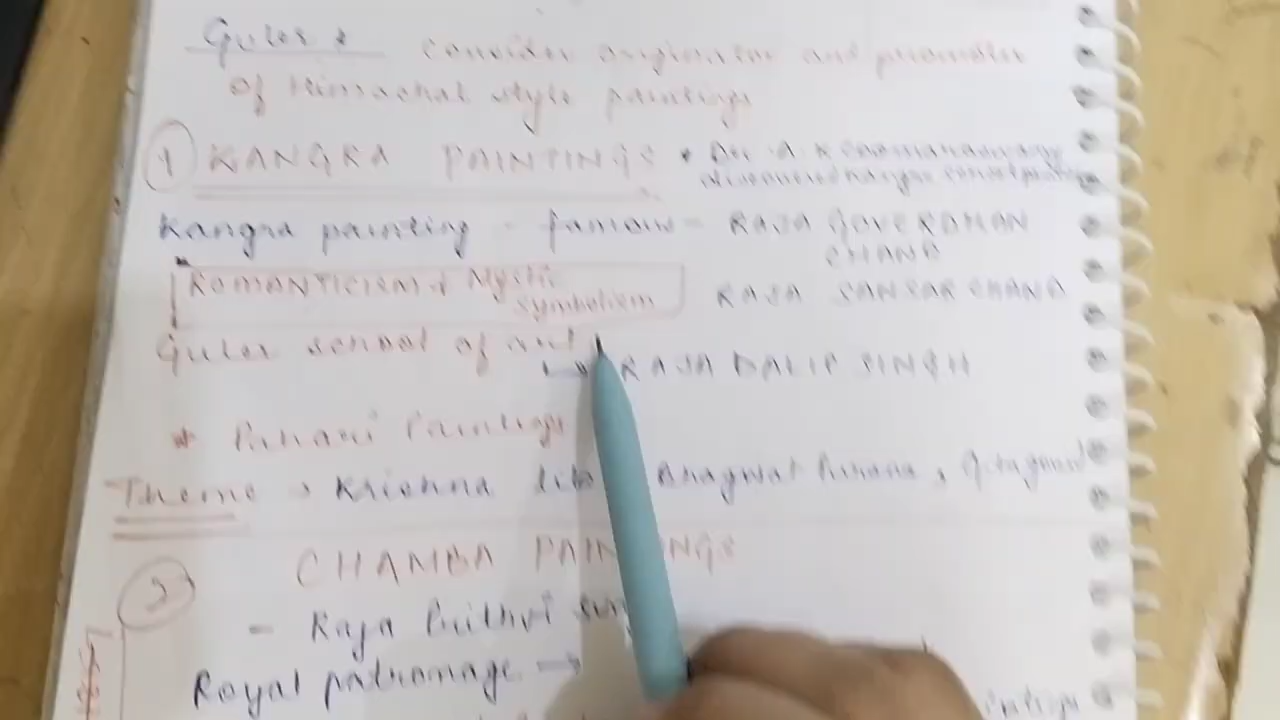 Guler * consider originator and promoter
of Himachal style paintings
1 KANGRA PAINTINGS * Dr. A. K
Kangra painting - famous - RAJA GOVERDHAN
CHAND
ROMANTICISM & Mystic
symbolism RAJA SANSAR CHAND
Guler school of art
→ RAJA DALIP SINGH
* Pahari Paintings
Theme → Krishna Bhagwat Purana,
2 CHAMBA PAINTINGS
- Raja Prithvi
Royal patronage →